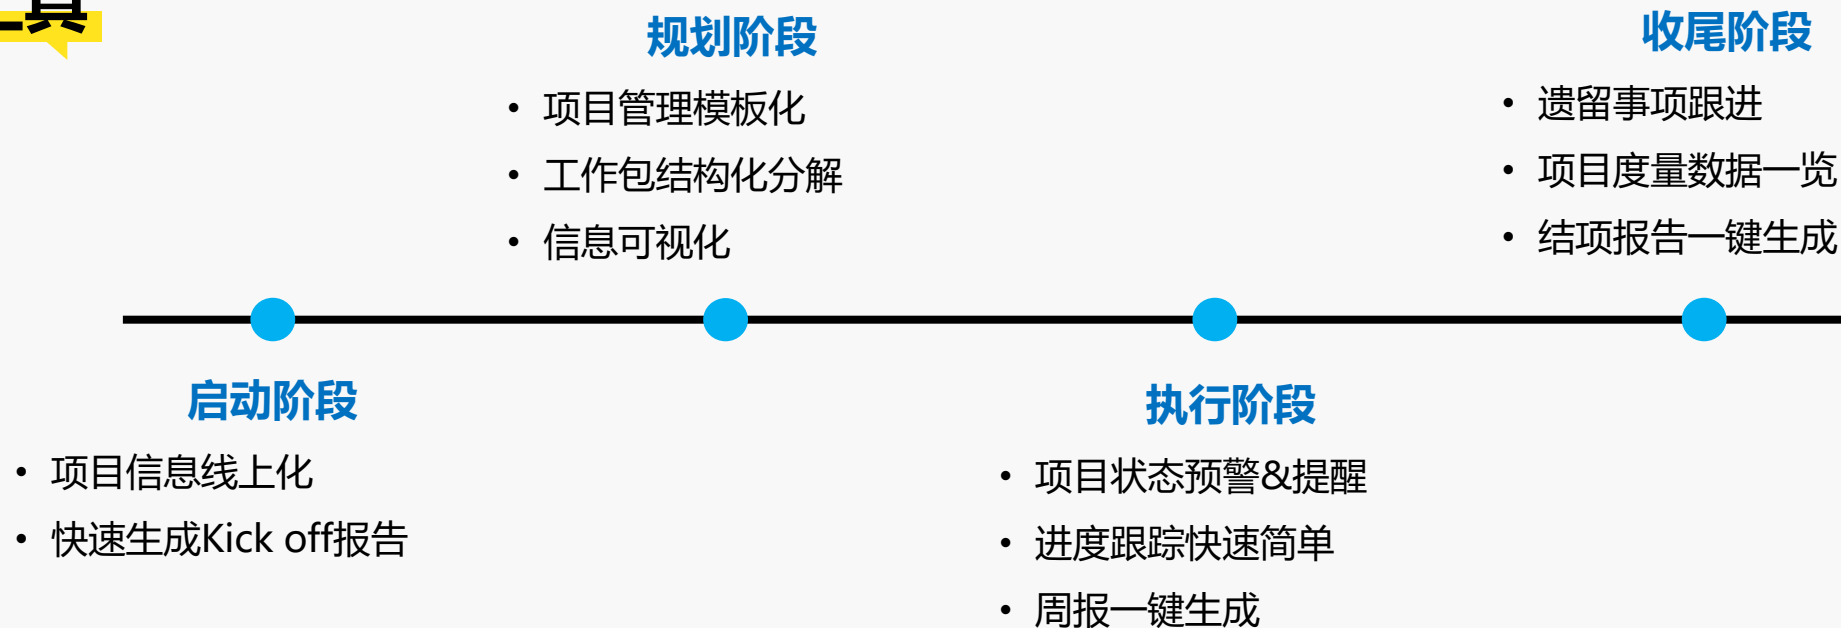 工具
规划阶段
• 项目管理模板化
• 工作包结构化分解
• 信息可视化
收尾阶段
• 遗留事项跟进
• 项目度量数据一览
• 结项报告一键生成
启动阶段
• 项目信息线上化
• 快速生成Kick off报告
执行阶段
• 项目状态预警&提醒
• 进度跟踪快速简单
• 周报一键生成